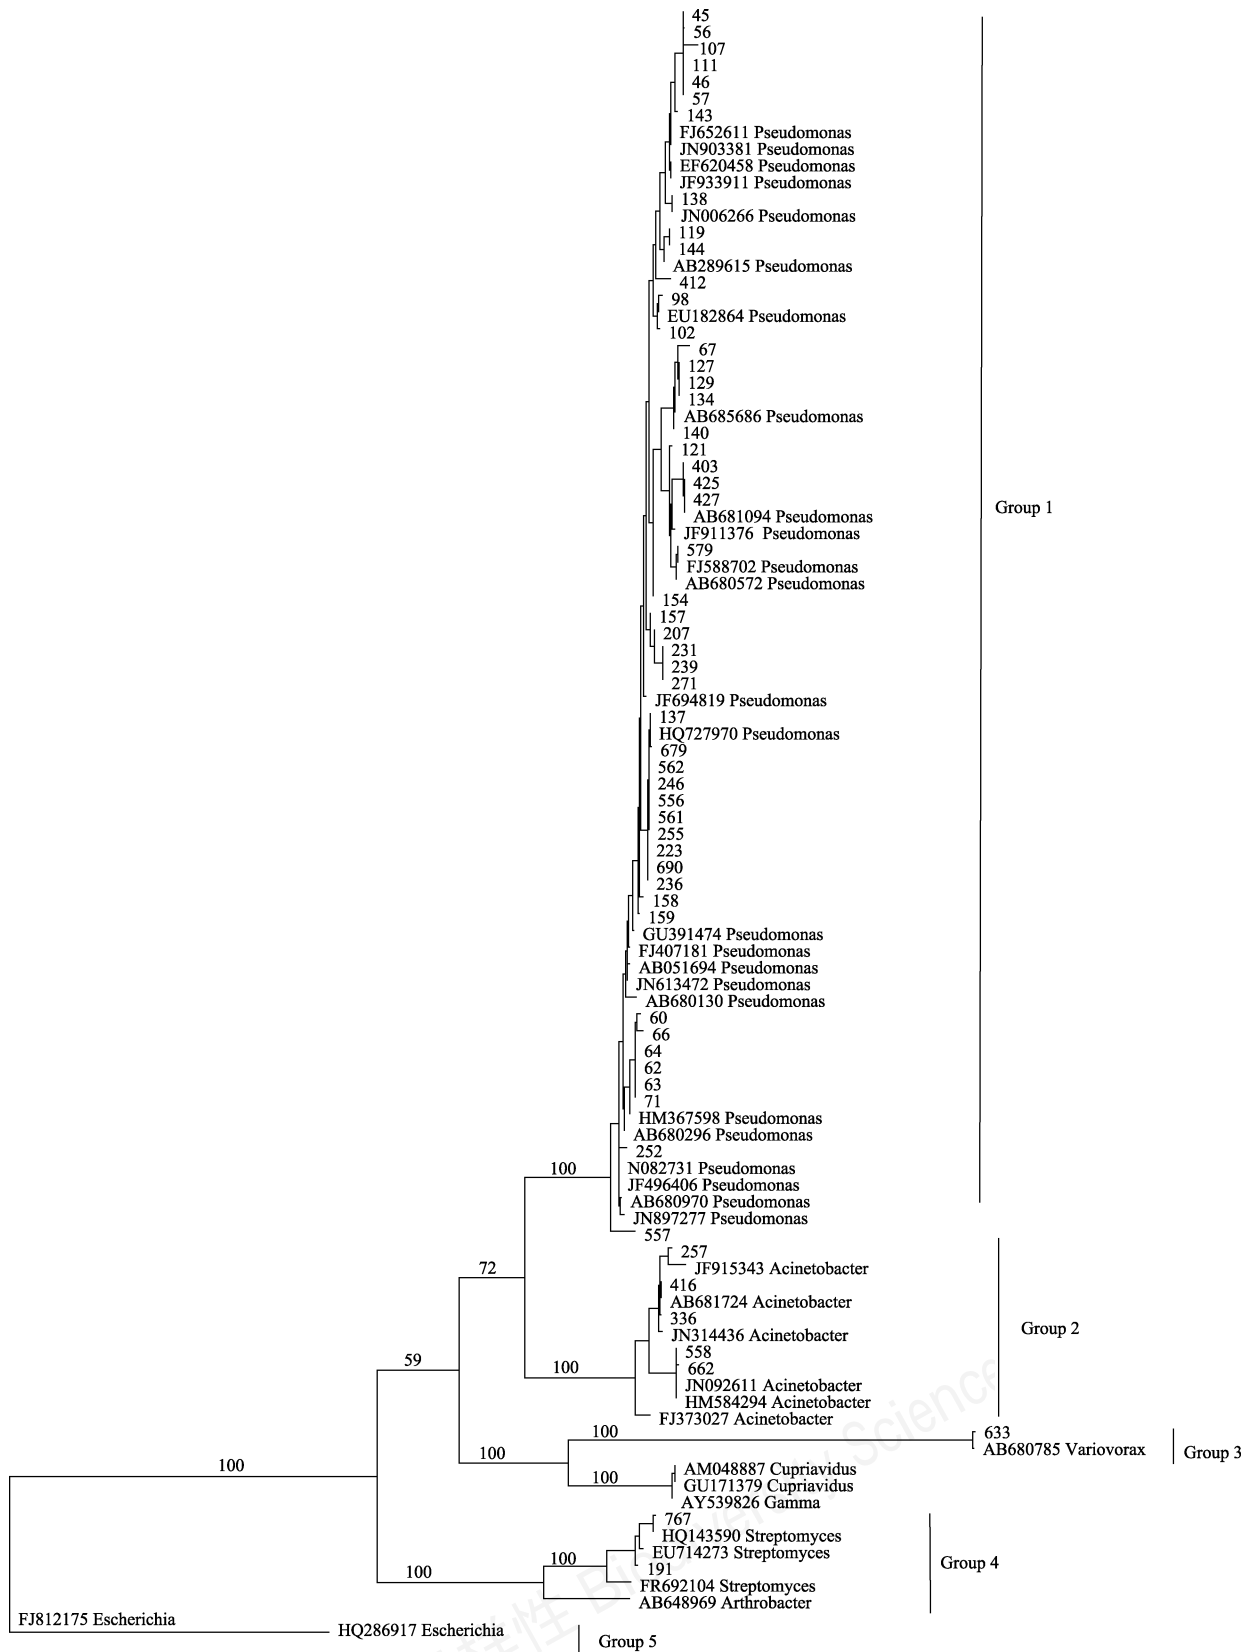 45
56
107
111
46
57
143
FJ652611 Pseudomonas
JN903381 Pseudomonas
EF620458 Pseudomonas
JF933911 Pseudomonas
138
JN006266 Pseudomonas
119
144
AB289615 Pseudomonas
412
98
EU182864 Pseudomonas
102
67
127
129
134
AB685686 Pseudomonas
140
121
403
425
427
Group 1
AB681094 Pseudomonas
JF911376 Pseudomonas
579
FJ588702 Pseudomonas
AB680572 Pseudomonas
154
157
207
231
239
271
JF694819 Pseudomonas
137
HQ727970 Pseudomonas
679
562
246
556
561
255
223
690
236
158
159
GU391474 Pseudomonas
FJ407181 Pseudomonas
AB051694 Pseudomonas
JN613472 Pseudomonas
AB680130 Pseudomonas
60
66
64
62
63
71
HM367598 Pseudomonas
AB680296 Pseudomonas
252
100
N082731 Pseudomonas
JF496406 Pseudomonas
AB680970 Pseudomonas
JN897277 Pseudomonas
557
257
72
JF915343 Acinetobacter
416
AB681724 Acinetobacter
336
Group 2
JN314436 Acinetobacter
558
59
100
662
JN092611 Acinetobacter
HM584294 Acinetobacter
FJ373027 Acinetobacter
100
633
AB680785 Variovorax
Group 3
100
100
AM048887 Cupriavidus
100
GU171379 Cupriavidus
AY539826 Gamma
767
HQ143590 Streptomyces
EU714273 Streptomyces
100
Group 4
100
191
FR692104 Streptomyces
AB648969 Arthrobacter
FJ812175 Escherichia
HQ286917 Escherichia
Group 5
样性 Biodiversity Science